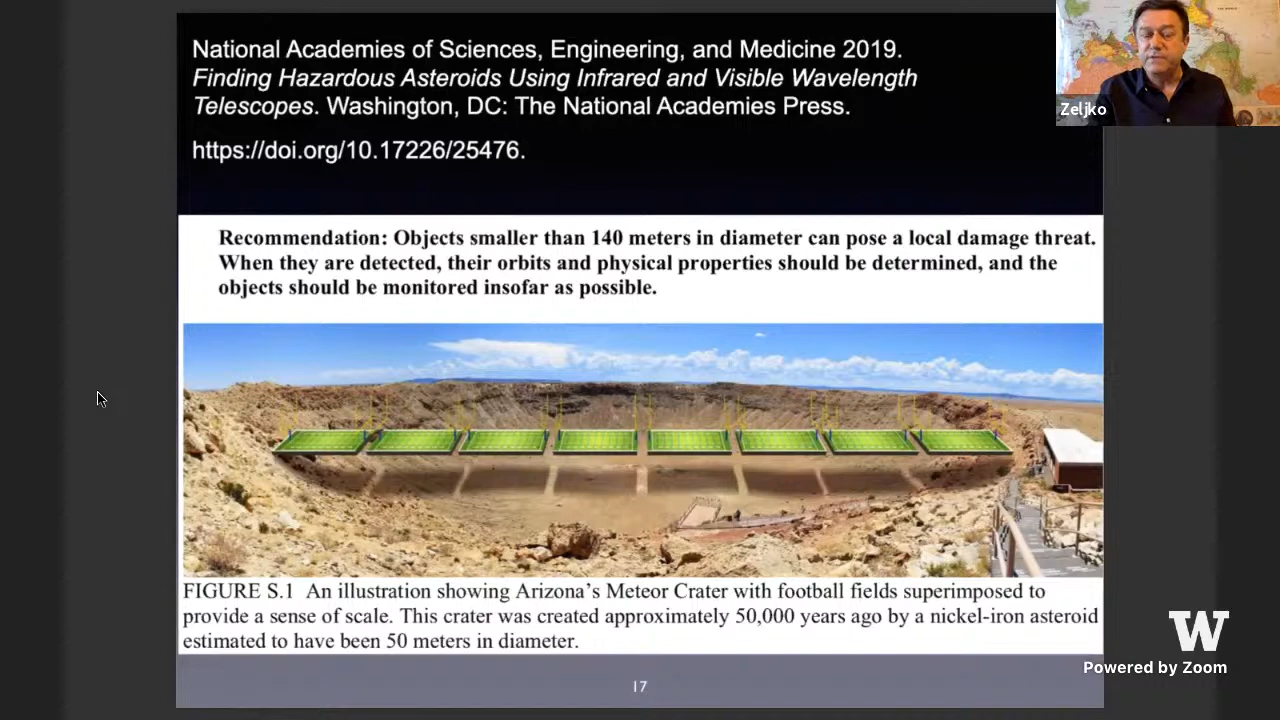 National Academies of Sciences, Engineering, and Medicine 2019.
Finding Hazardous Asteroids Using Infrared and Visible Wavelength
Telescopes. Washington, DC: The National Academies Press.
https://doi.org/10.17226/25476.
Zeljko
Recommendation: Objects smaller than 140 meters in diameter can pose a local damage threat.
When they are detected, their orbits and physical properties should be determined, and the
objects should be monitored insofar as possible.
FIGURE S.1 An illustration showing Arizona’s Meteor Crater with football fields superimposed to
provide a sense of scale. This crater was created approximately 50,000 years ago by a nickel-iron asteroid
estimated to have been 50 meters in diameter.
W
Powered by Zoom
17